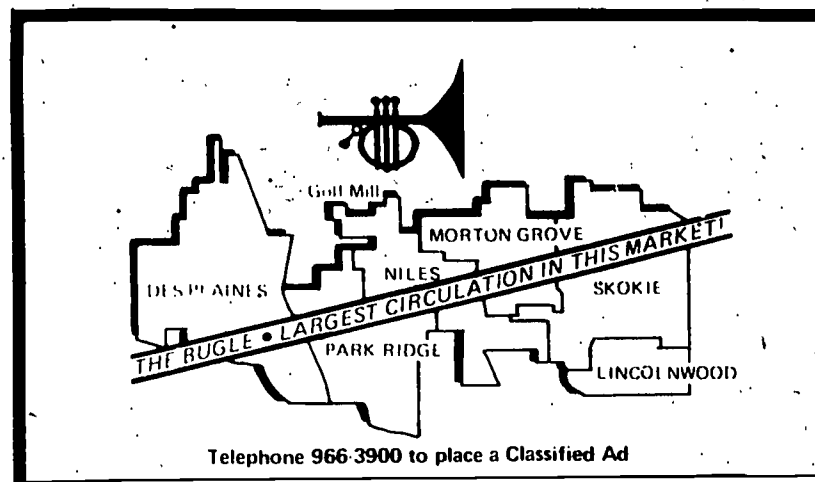 Golf Mill
MORTON GROVE
NILES
DES PLAINES
SKOKIE
THE BUGLE • LARGEST CIRCULATION IN THIS MARKET!
PARK RIDGE
LINCOLNWOOD
Telephone 966-3900 to place a Classified Ad